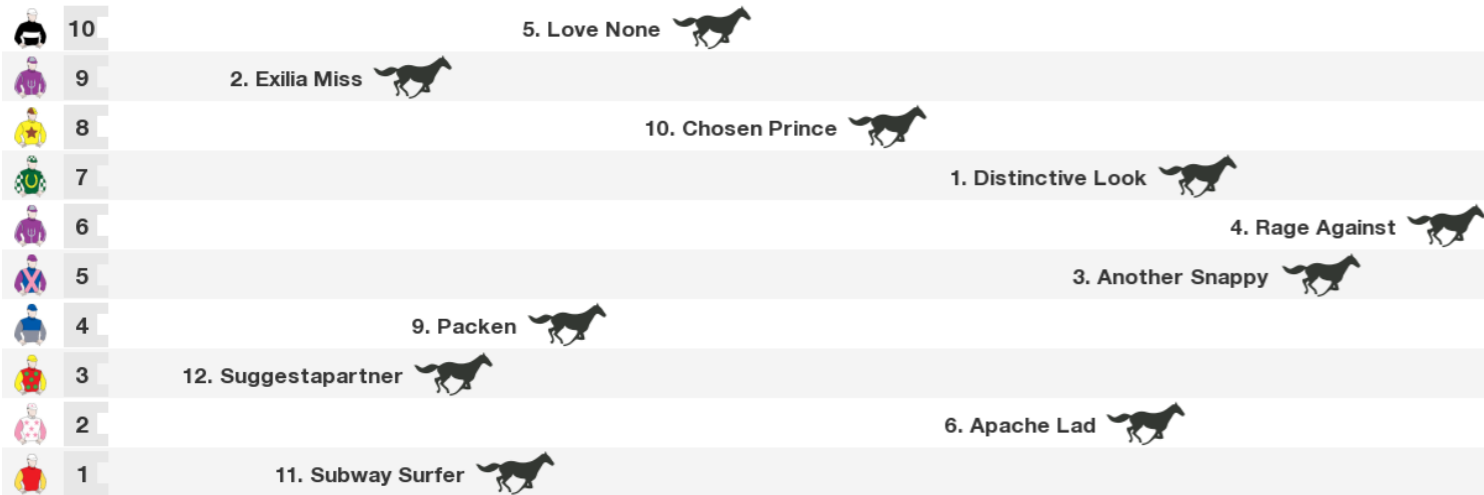 10 5. Love None
9 2. Exilia Miss
8 10. Chosen Prince
7 1. Distinctive Look
6 4. Rage Against
5 3. Another Snappy
4 9. Packen
3 12. Suggestapartner
2 6. Apache Lad
1 11. Subway Surfer